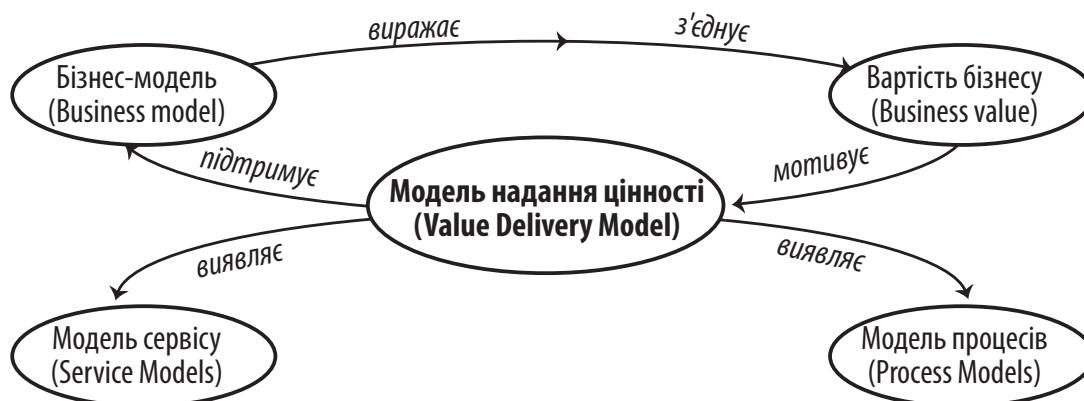 виражає
з'єднує
Бізнес-модель
(Business model)
Вартість бізнесу
(Business value)
підтримує
мотивує
Модель надання цінності
(Value Delivery Model)
виявляє
виявляє
Модель сервісу
(Service Models)
Модель процесів
(Process Models)